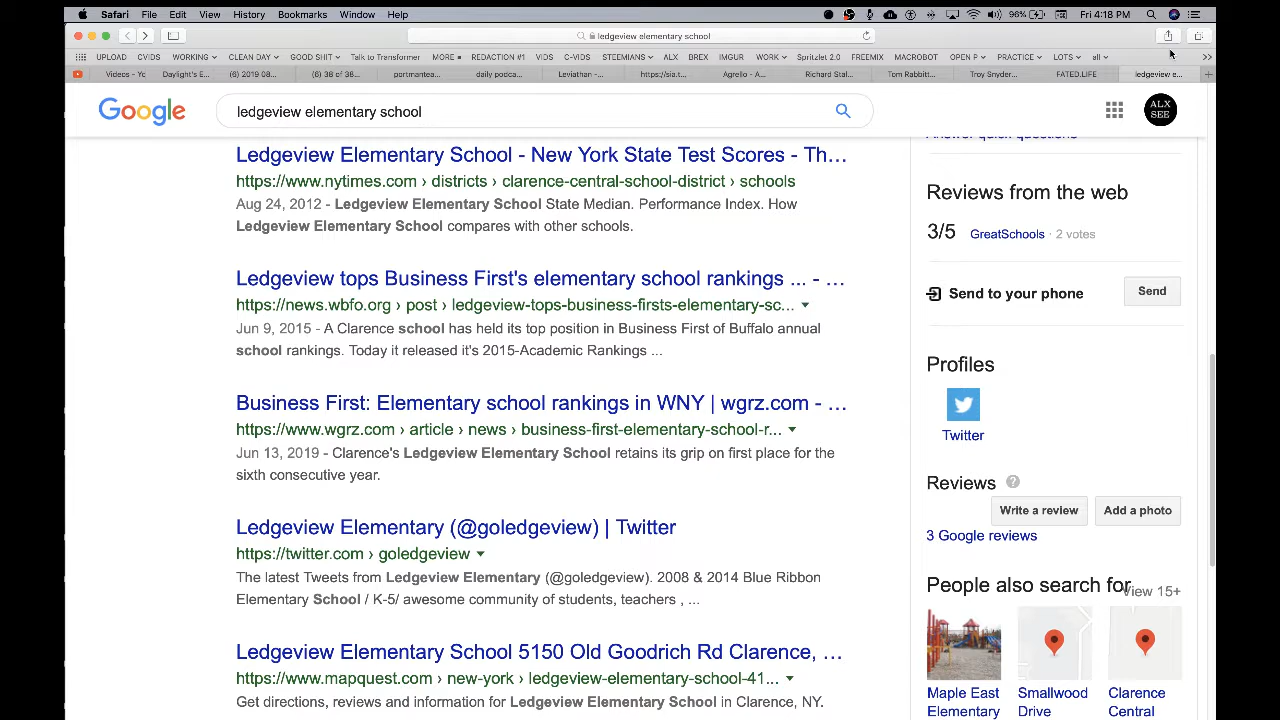 Safari File Edit View History Bookmarks Window Help
96% Fri 4:18 PM
ledgeview elementary school
UPLOAD CVIDS WORKING CLEAN DAY GOOD SHIT Talk to Transformer MORE REDACTION #1 VIDS C-VIDS STEEMIANS ALX BREX IMGUR WORK Spritzlet 2.0 FREEMIX MACROBOT OPEN P PRACTICE LOTS all
Videos - Yo Daylight's E... (6) 2019 08... (6) 38 of 38... portmantea... daily podca... Leviathan -... https://sia.t... Agrello - A... Richard Stal... Tom Rabbitt... Troy Snyder... FATED.LIFE ledgeview e...
Google
ledgeview elementary school
ALX
SEE
Ledgeview Elementary School - New York State Test Scores - Th...
https://www.nytimes.com › districts › clarence-central-school-district › schools
Aug 24, 2012 - Ledgeview Elementary School State Median. Performance Index. How
Ledgeview Elementary School compares with other schools.
Ledgeview tops Business First's elementary school rankings ... - ...
https://news.wbfo.org › post › ledgeview-tops-business-firsts-elementary-sc...
Jun 9, 2015 - A Clarence school has held its top position in Business First of Buffalo annual
school rankings. Today it released it's 2015-Academic Rankings ...
Business First: Elementary school rankings in WNY | wgrz.com - ...
https://www.wgrz.com › article › news › business-first-elementary-school-r...
Jun 13, 2019 - Clarence's Ledgeview Elementary School retains its grip on first place for the
sixth consecutive year.
Ledgeview Elementary (@goledgeview) | Twitter
https://twitter.com › goledgeview
The latest Tweets from Ledgeview Elementary (@goledgeview). 2008 & 2014 Blue Ribbon
Elementary School / K-5/ awesome community of students, teachers , ...
Ledgeview Elementary School 5150 Old Goodrich Rd Clarence, ...
https://www.mapquest.com › new-york › ledgeview-elementary-school-41...
Get directions, reviews and information for Ledgeview Elementary School in Clarence, NY.
Answer quick questions
Reviews from the web
3/5 GreatSchools · 2 votes
Send to your phone Send
Profiles
Twitter
Reviews ?
Write a review Add a photo
3 Google reviews
People also search for View 15+
Maple East Smallwood Clarence
Elementary Drive Central